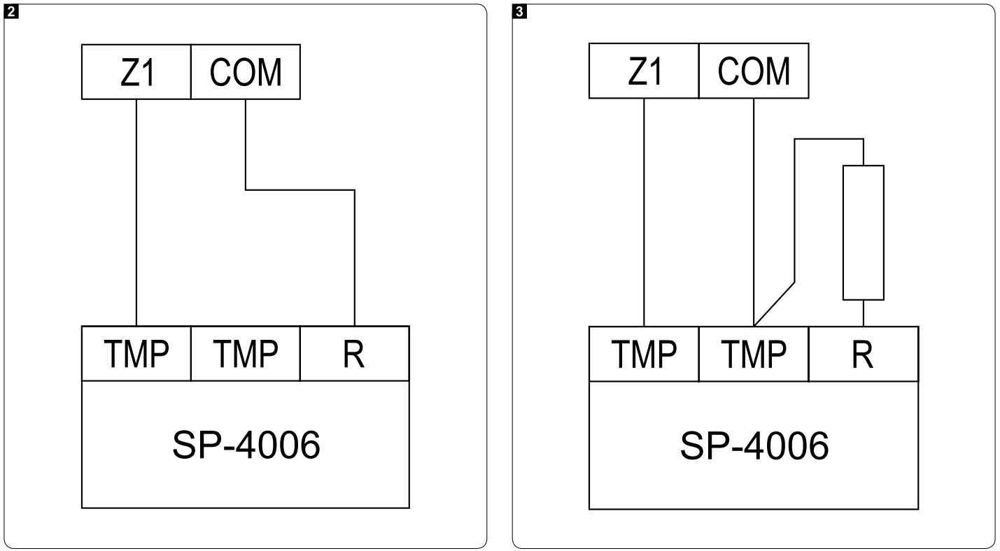 2
Z1 COM
TMP TMP R
SP-4006
3
Z1 COM
TMP TMP R
SP-4006